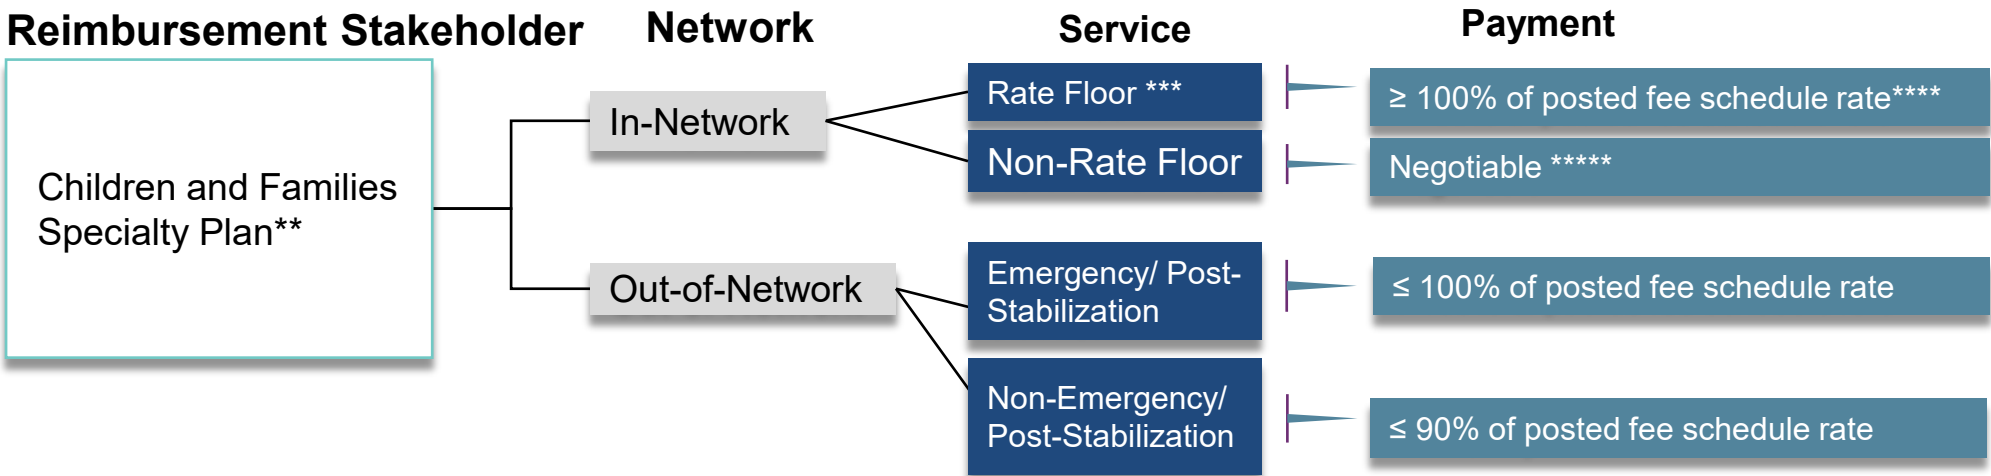 Reimbursement Stakeholder
Network
Service
Payment
Children and Families
Specialty Plan**
In-Network
Rate Floor ***
≥ 100% of posted fee schedule rate****
Non-Rate Floor
Negotiable *****
Out-of-Network
Emergency/ Post-
Stabilization
≤ 100% of posted fee schedule rate
Non-Emergency/
Post-Stabilization
≤ 90% of posted fee schedule rate